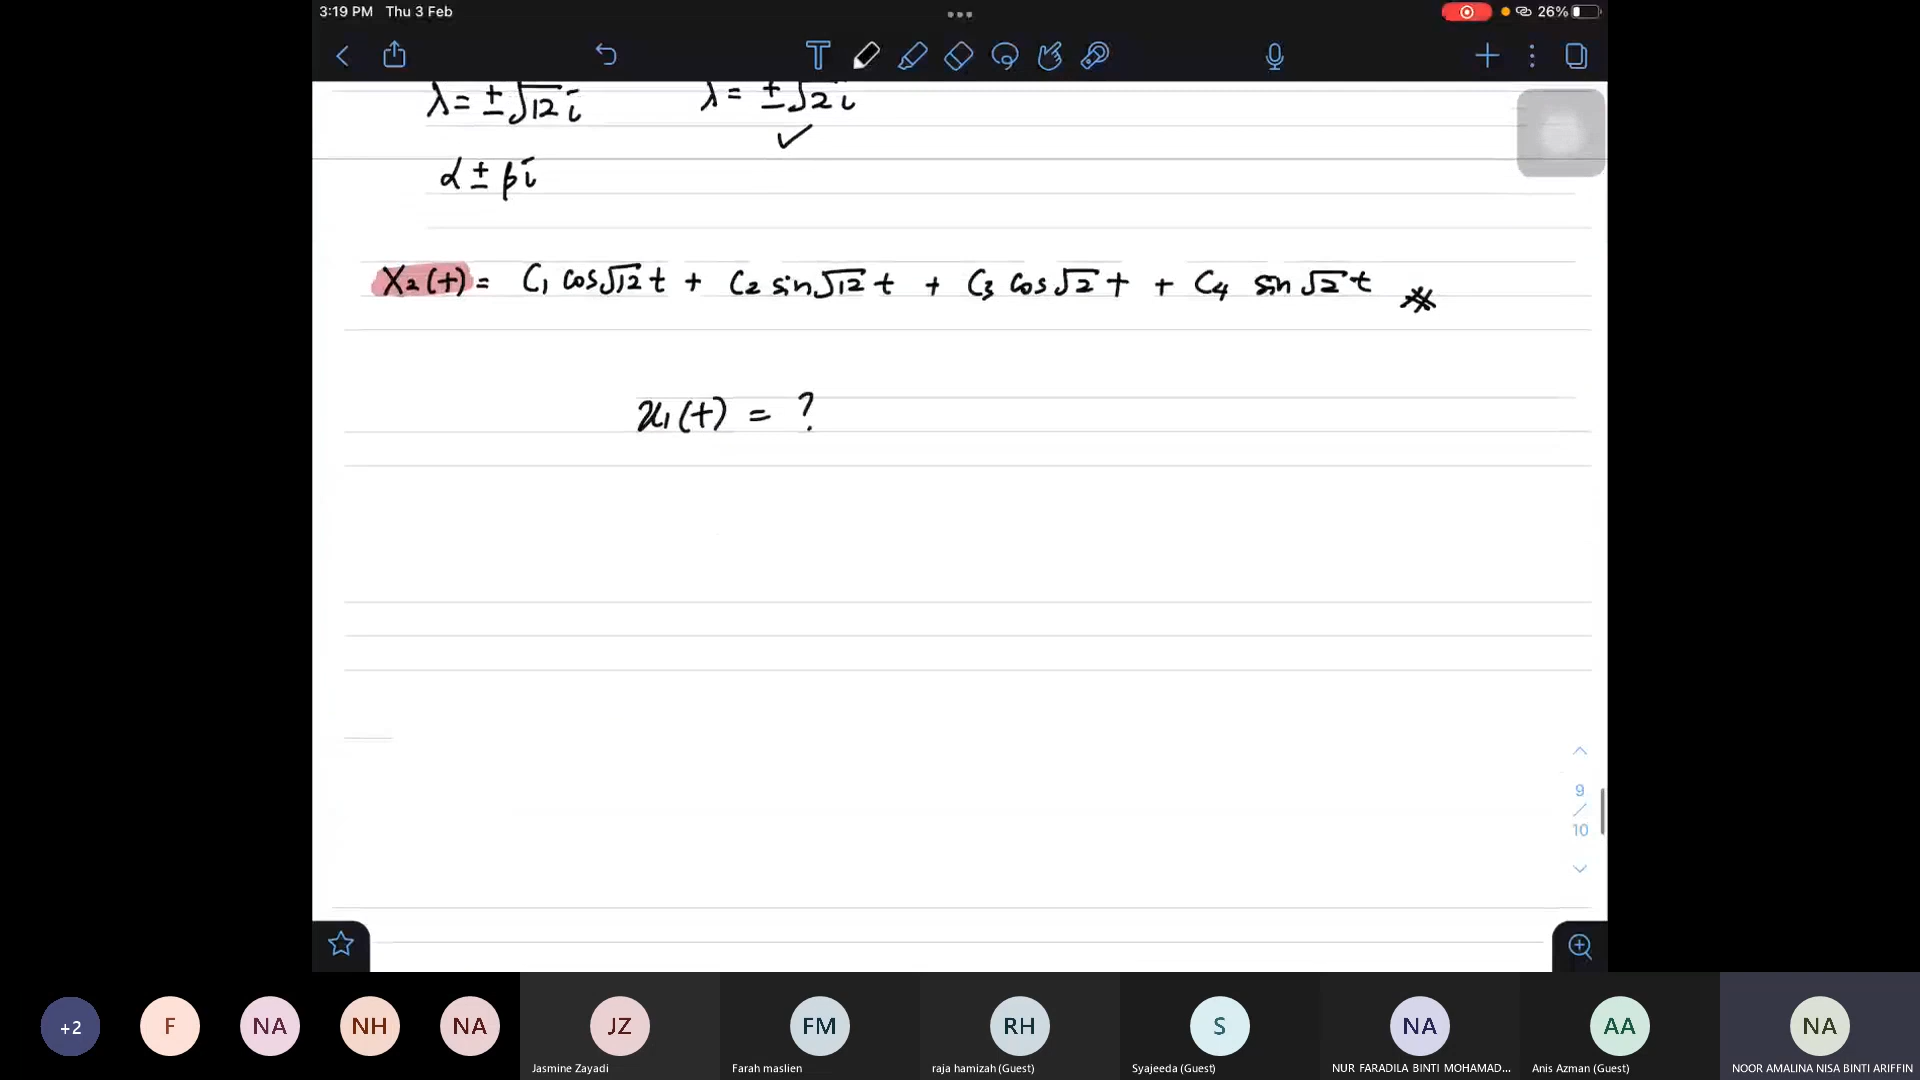 3:19 PM Thu 3 Feb
26%
λ = ±√12 i λ = ±√2 i
✓
α ± βi
X₂(t) = C₁ cos√12 t + C₂ sin√12 t + C₃ cos√2 t + C₄ sin√2 t
x₁(t) = ?
9
/
10
+2 F NA NH NA JZ FM RH S NA AA NA
Jasmine Zayadi Farah maslien raja hamizah (Guest) Syajeeda (Guest) NUR FARADILA BINTI MOHAMAD... Anis Azman (Guest) NOOR AMALINA NISA BINTI ARIFFIN